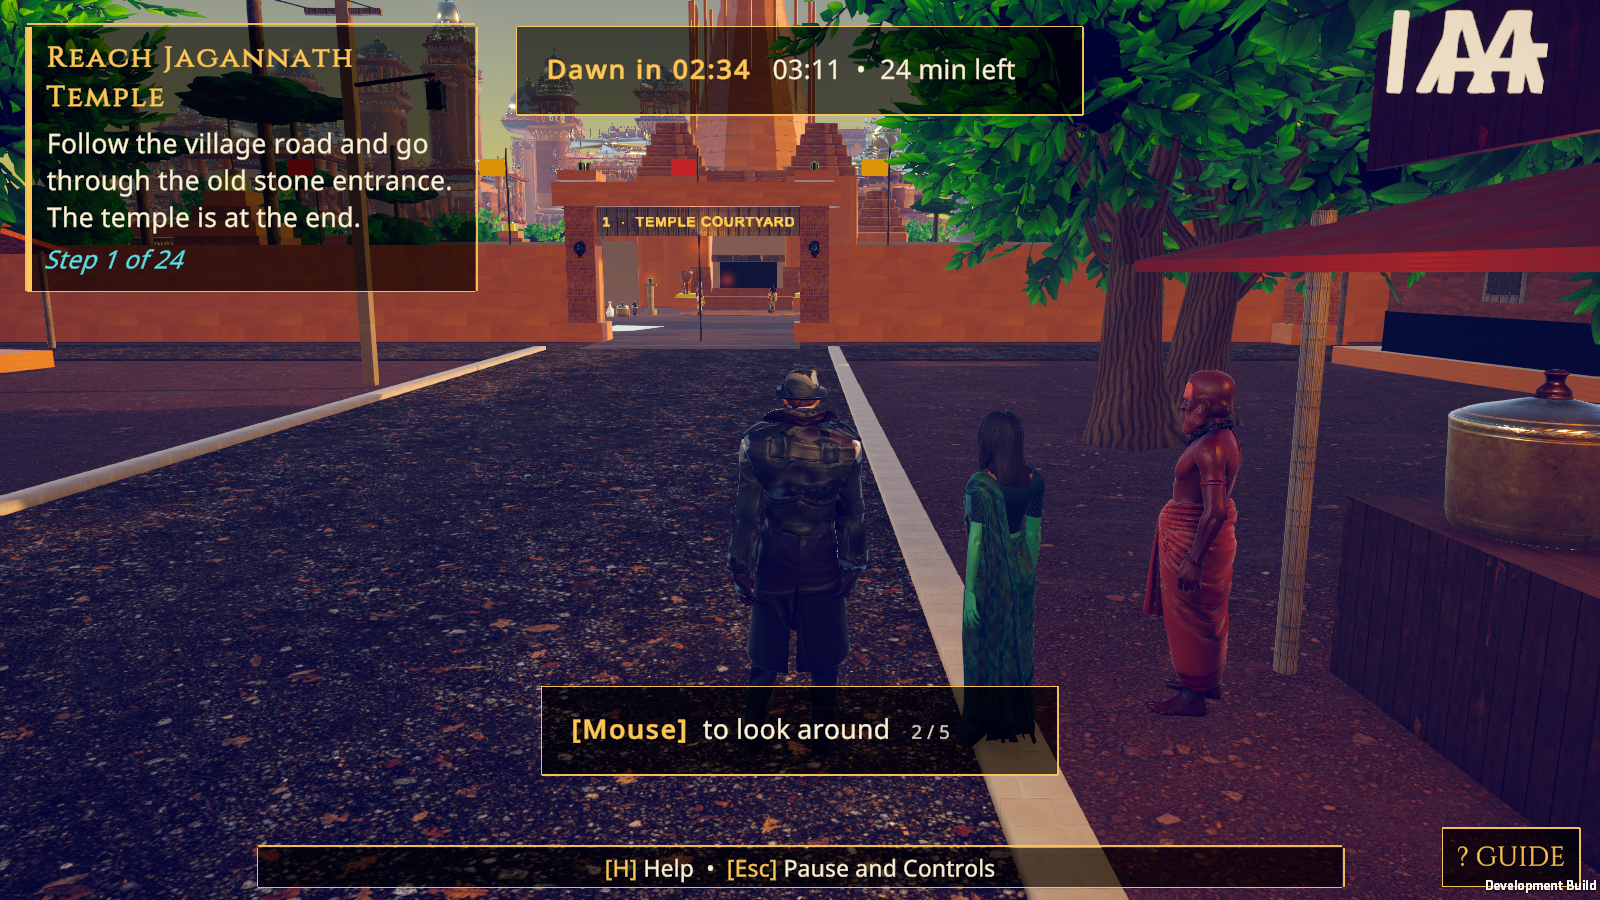 REACH JAGANNATH
TEMPLE
Follow the village road and go
through the old stone entrance.
The temple is at the end.
Step 1 of 24
Dawn in 02:34 03:11 • 24 min left
1 · TEMPLE COURTYARD
[Mouse] to look around 2 / 5
[H] Help • [Esc] Pause and Controls
? GUIDE
Development Build